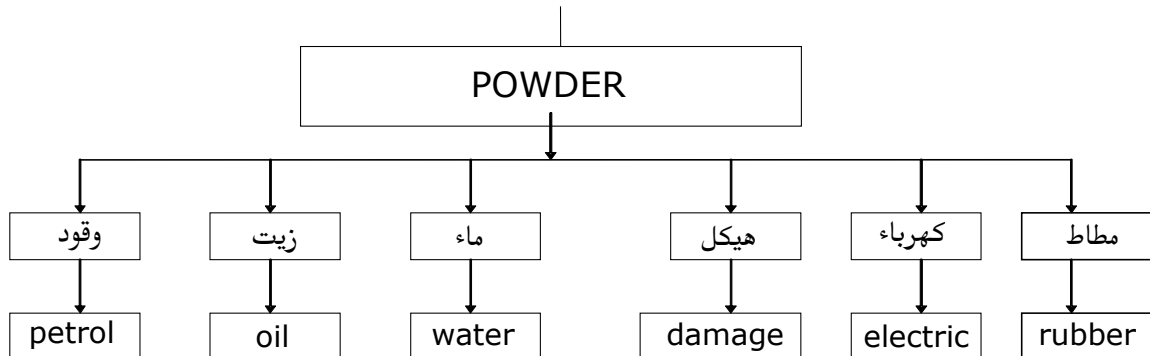 POWDER
وقود زيت ماء هيكل كهرباء مطاط
petrol oil water damage electric rubber